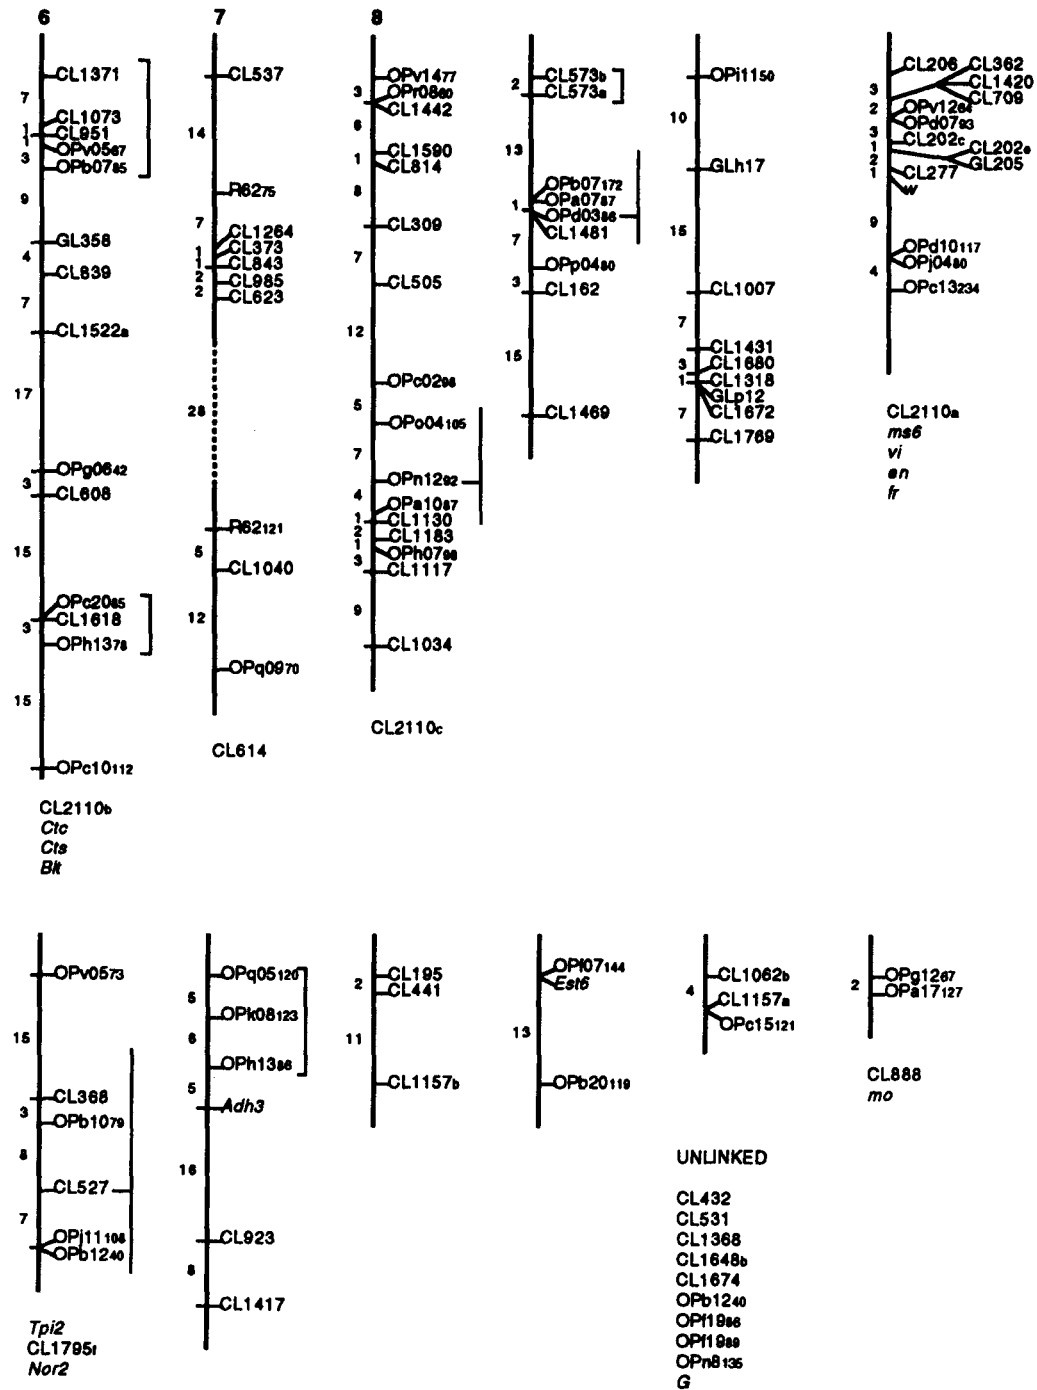 6
CL1371
7
CL1073
1
CL951
1
OPv0567
3
OPb0785
9
GL358
4
CL839
7
CL1522a
17
OPg0642
3
CL608
15
OPc2085
CL1618
3
OPh1378
15
OPc10112
CL2110b
Ctc
Cts
Blt
7
CL537
14
R6275
7
CL1264
1
CL373
1
CL843
2
CL985
2
CL623
28
R62121
5
CL1040
12
OPq0970
CL614
8
OPv1477
3
OPr0860
CL1442
6
CL1590
1
CL814
8
CL309
7
CL505
12
OPc0298
5
OPo04105
7
OPn1292
4
OPa1087
1
CL1130
2
CL1183
1
OPh0798
3
CL1117
9
CL1034
CL2110c
CL573b
2
CL573a
13
OPb07172
OPa0787
1
OPd0386
CL1481
7
OPp0480
3
CL162
15
CL1469
OPi1150
10
GLh17
15
CL1007
7
CL1431
3
CL1680
1
CL1318
GLp12
CL1672
7
CL1769
CL206
CL362
CL1420
CL709
3
2
OPv1264
OPd0793
3
CL202c
1
CL202e
GL205
2
CL277
1
w
9
OPd10117
OPj0480
4
OPc13234
CL2110a
ms6
vi
an
fr
OPv0573
15
CL368
3
OPb1079
8
CL527
7
OPj11108
OPb1240
Tpi2
CL1795f
Nor2
OPq05120
5
OPk08123
6
OPh1386
5
Adh3
16
CL923
8
CL1417
CL195
2
CL441
11
CL1157b
OPf07144
Est6
13
OPb20119
CL1062b
4
CL1157a
OPc15121
OPg1267
2
OPa17127
CL888
mo
UNLINKED
CL432
CL531
CL1368
CL1648b
CL1674
OPb1240
OPf1966
OPf1989
OPn8135
G